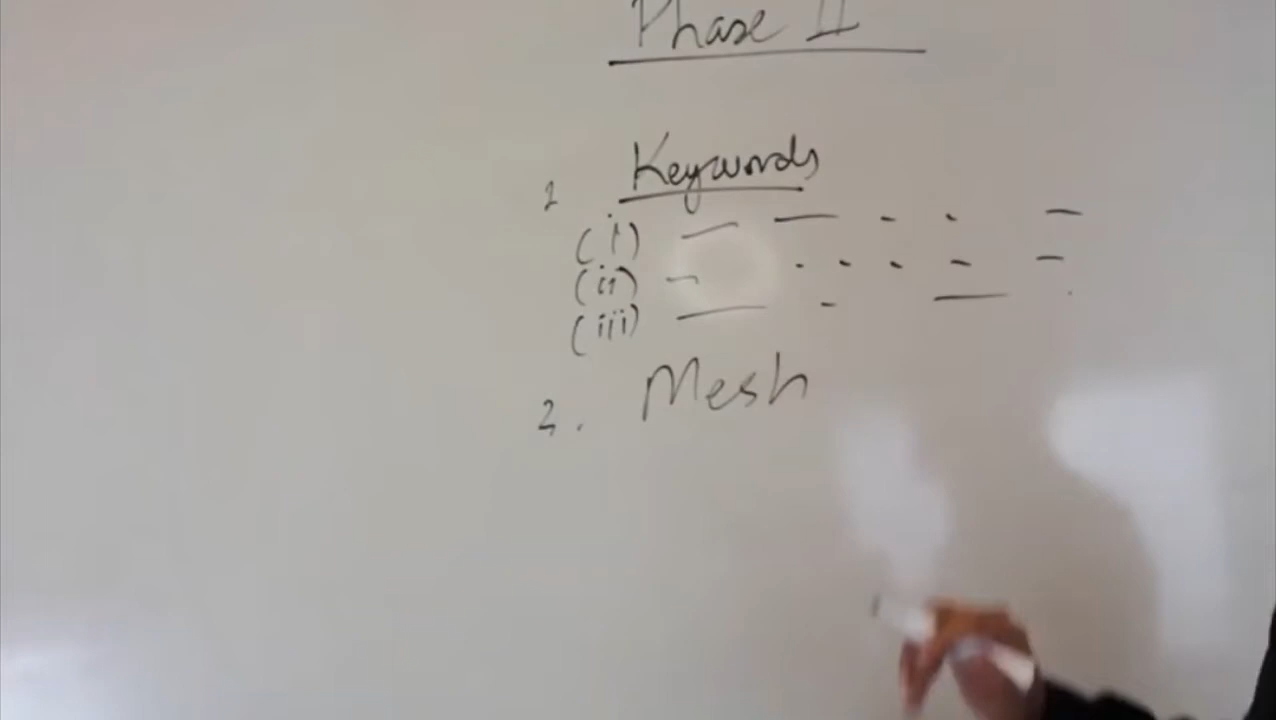 Phase II
1 Keywords
(i) — — - - —
(ii) - - - - - -
(iii) — - — .
2. Mesh